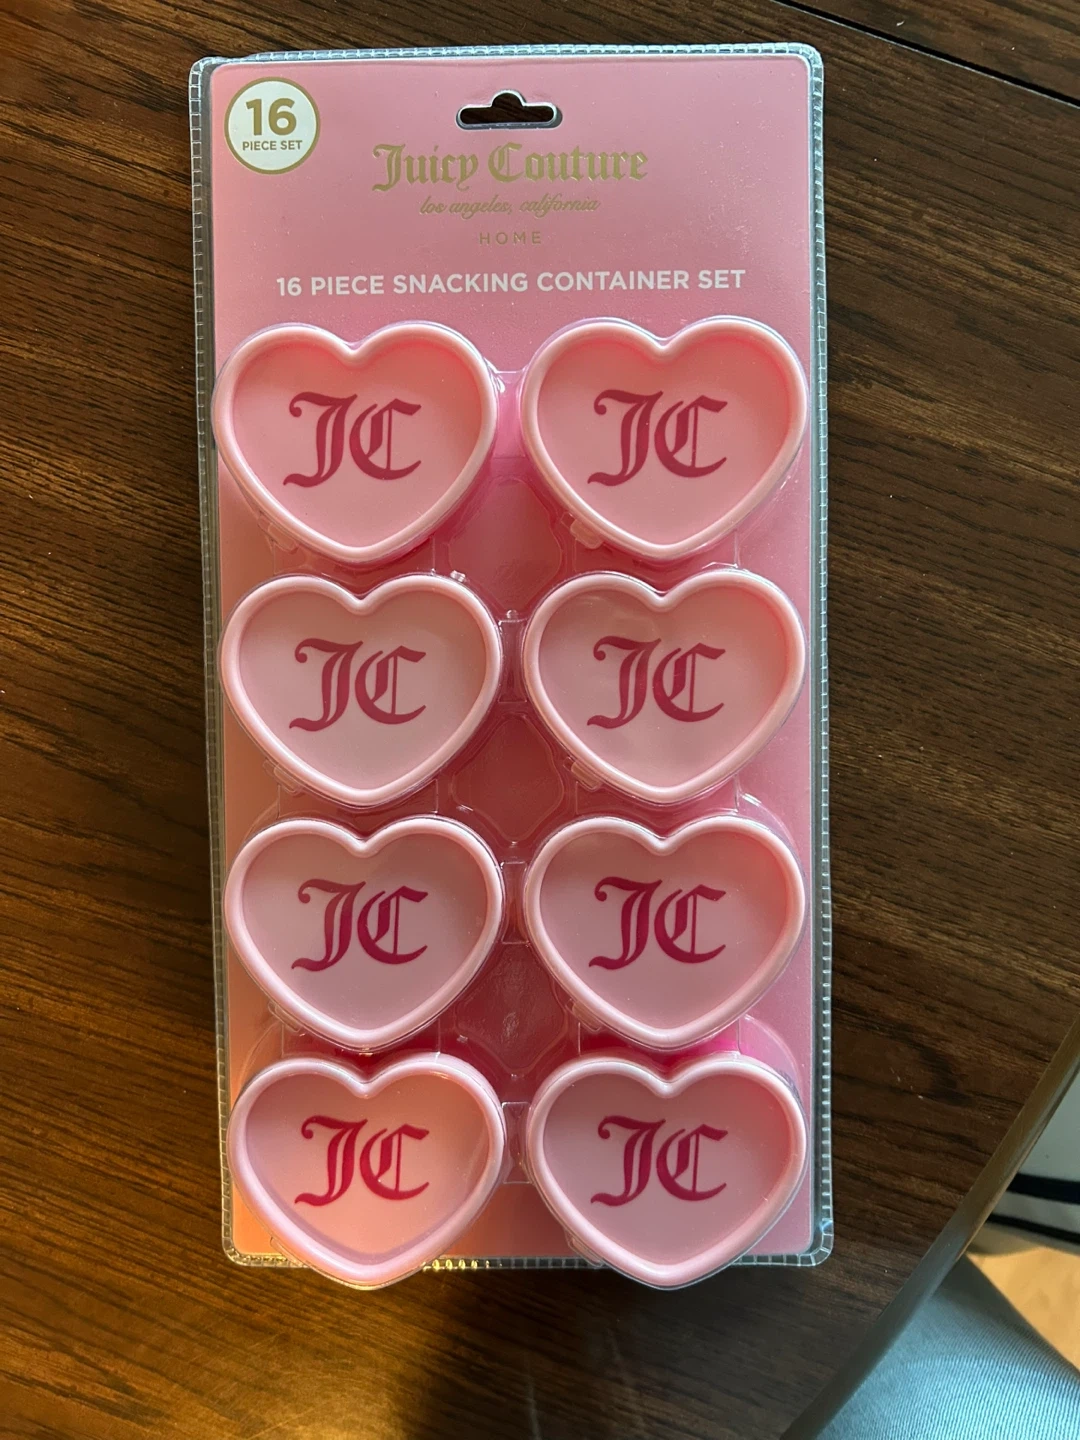 16
PIECE SET
Juicy Couture
los angeles, california
HOME
16 PIECE SNACKING CONTAINER SET
JC
JC
JC
JC
JC
JC
JC
JC